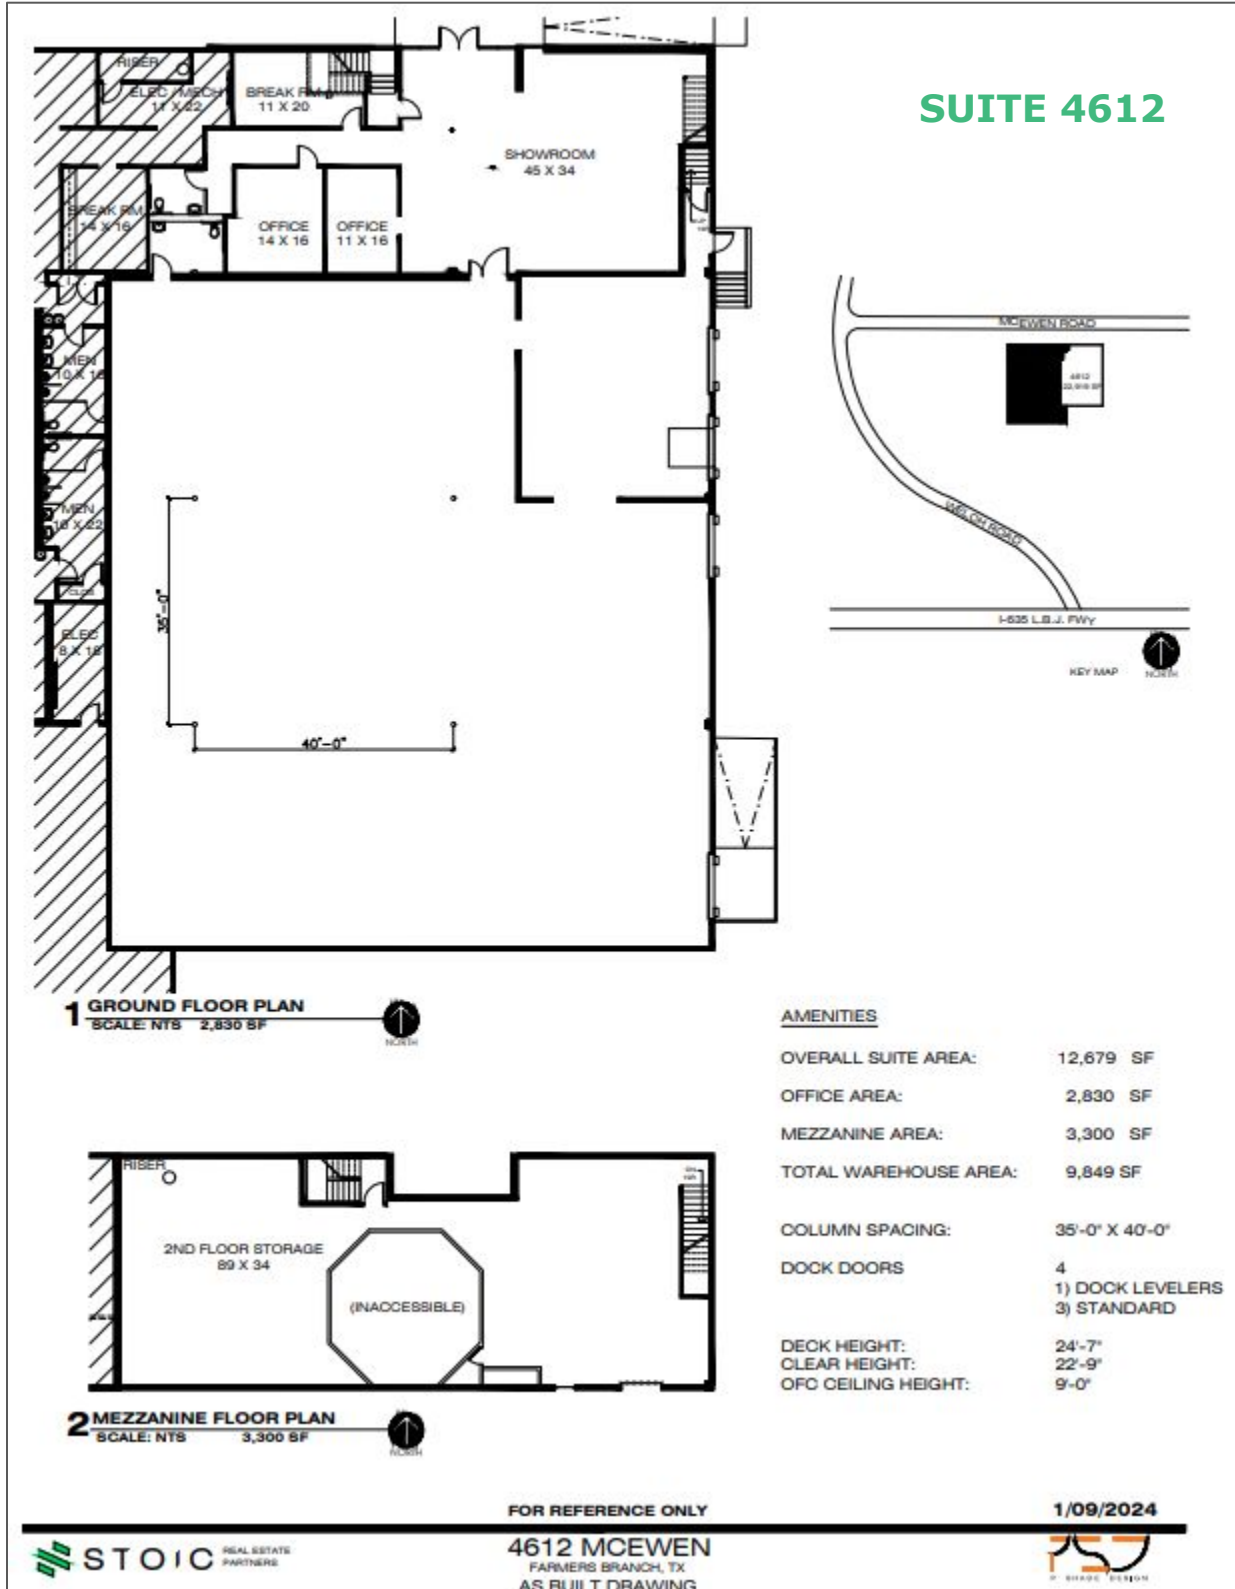 SUITE 4612
RISER
ELEC / MECH
11 X 22
BREAK RM
11 X 20
SHOWROOM
45 X 34
BREAK RM
14 X 16
OFFICE
14 X 16
OFFICE
11 X 16
MEN
10 X 16
MEN
10 X 22
CLOS
ELEC
8 X 16
35'-0"
40'-0"
MCEWEN ROAD
4612
WELCH ROAD
I-635 L.B.J. FWY
KEY MAP
NORTH
1 GROUND FLOOR PLAN
SCALE: NTS 2,830 SF
NORTH
AMENITIES
OVERALL SUITE AREA: 12,679 SF
OFFICE AREA: 2,830 SF
MEZZANINE AREA: 3,300 SF
TOTAL WAREHOUSE AREA: 9,849 SF
COLUMN SPACING: 35'-0" X 40'-0"
DOCK DOORS 4
1) DOCK LEVELERS
3) STANDARD
DECK HEIGHT: 24'-7"
CLEAR HEIGHT: 22'-9"
OFC CEILING HEIGHT: 9'-0"
RISER
2ND FLOOR STORAGE
89 X 34
(INACCESSIBLE)
2 MEZZANINE FLOOR PLAN
SCALE: NTS 3,300 SF
NORTH
FOR REFERENCE ONLY
1/09/2024
STOIC REAL ESTATE
PARTNERS
4612 MCEWEN
FARMERS BRANCH, TX
AS BUILT DRAWING
SHADE DESIGN